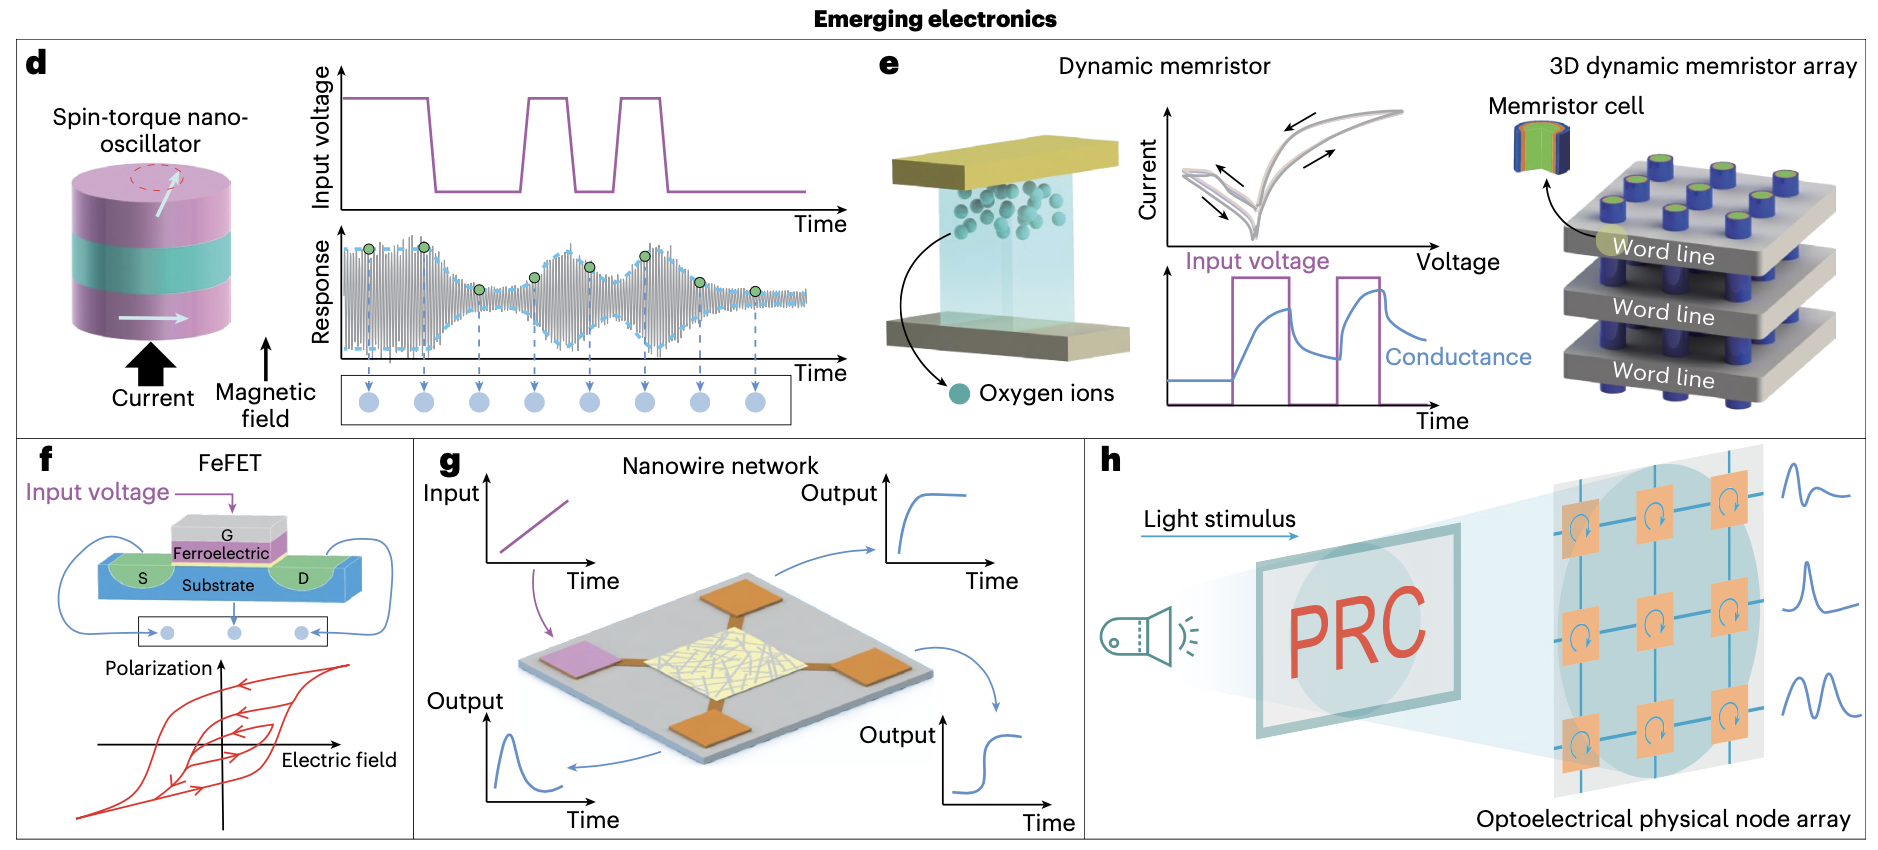 Emerging electronics
d
Spin-torque nano-
oscillator
Current
Magnetic
field
Input voltage
Time
Response
Time
e
Dynamic memristor
3D dynamic memristor array
Memristor cell
Oxygen ions
Current
Voltage
Input voltage
Conductance
Time
Word line
Word line
Word line
f
FeFET
Input voltage
G
Ferroelectric
S
D
Substrate
Polarization
Electric field
g
Nanowire network
Input
Time
Output
Time
Output
Time
Output
Time
h
Light stimulus
PRC
Optoelectrical physical node array